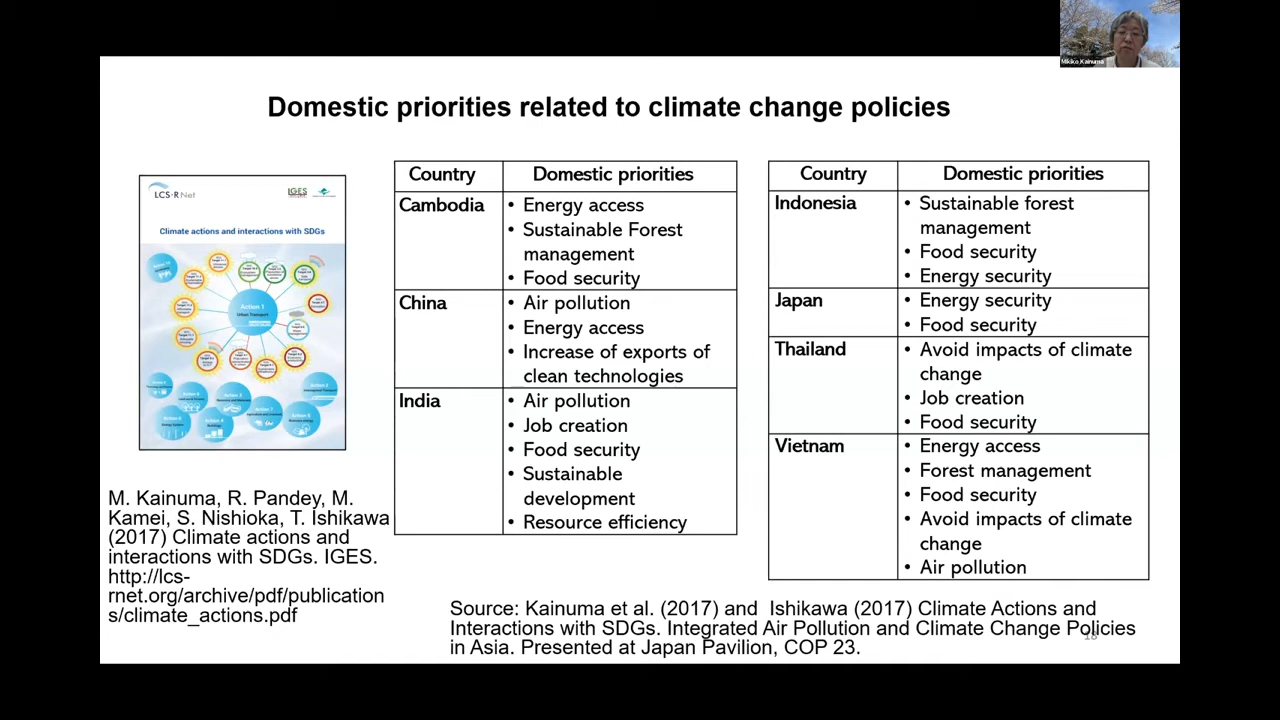 Mikiko Kainuma
Domestic priorities related to climate change policies
LCS-RNet
IGES
Climate actions and interactions with SDGs
Action 1
Urban Transport
M. Kainuma, R. Pandey, M.
Kamei, S. Nishioka, T. Ishikawa
(2017) Climate actions and
interactions with SDGs. IGES.
http://lcs-
rnet.org/archive/pdf/publication
s/climate_actions.pdf
Country
Domestic priorities
Cambodia
• Energy access
• Sustainable Forest
management
• Food security
China
• Air pollution
• Energy access
• Increase of exports of
clean technologies
India
• Air pollution
• Job creation
• Food security
• Sustainable
development
• Resource efficiency
Country
Domestic priorities
Indonesia
• Sustainable forest
management
• Food security
• Energy security
Japan
• Energy security
• Food security
Thailand
• Avoid impacts of climate
change
• Job creation
• Food security
Vietnam
• Energy access
• Forest management
• Food security
• Avoid impacts of climate
change
• Air pollution
Source: Kainuma et al. (2017) and  Ishikawa (2017) Climate Actions and
Interactions with SDGs. Integrated Air Pollution and Climate Change Policies
in Asia. Presented at Japan Pavilion, COP 23.
18